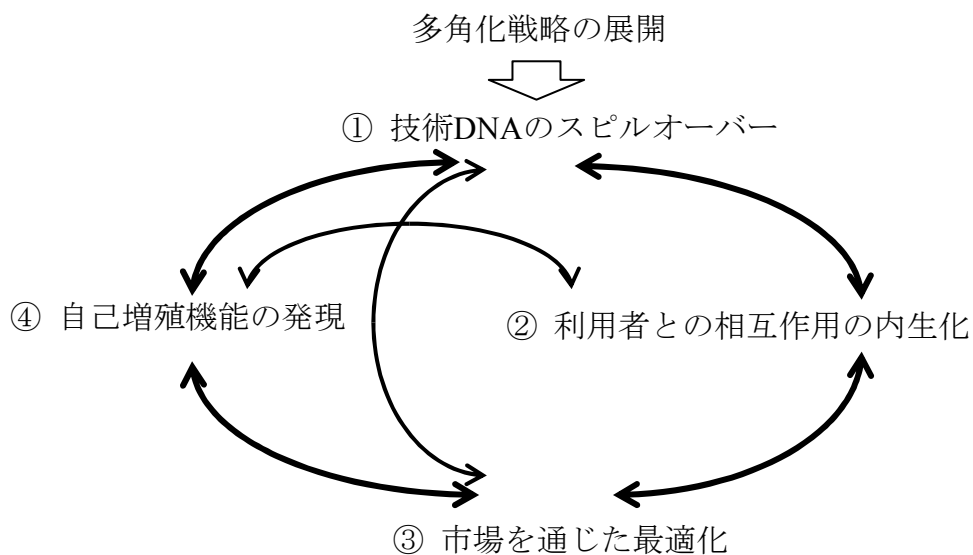 多角化戦略の展開
① 技術DNAのスピルオーバー
④ 自己増殖機能の発現
② 利用者との相互作用の内生化
③ 市場を通じた最適化